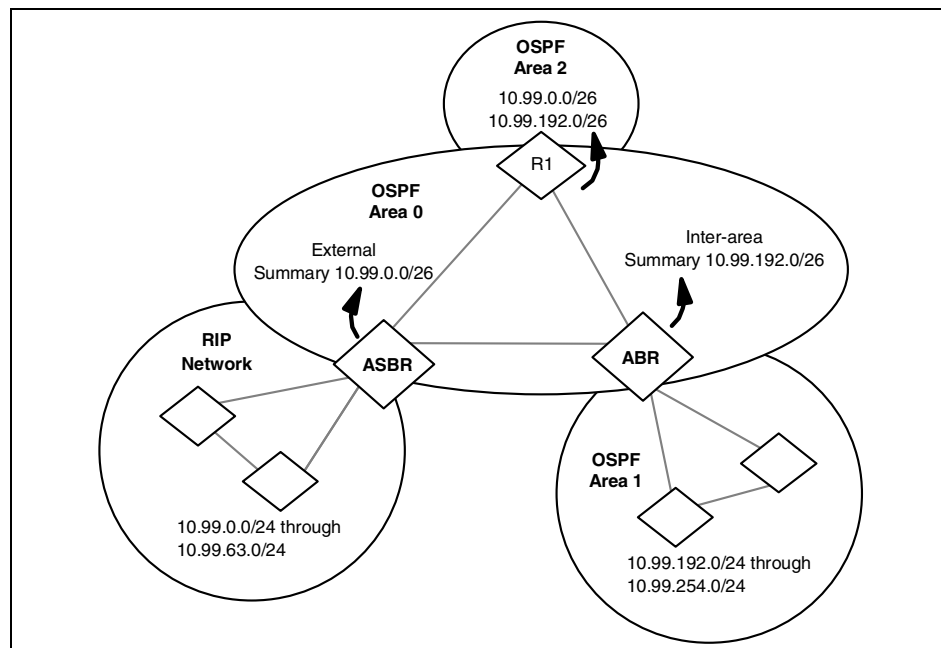 OSPF
Area 2
10.99.0.0/26
10.99.192.0/26
R1
OSPF
Area 0
External
Summary 10.99.0.0/26
Inter-area
Summary 10.99.192.0/26
RIP
Network
ASBR
ABR
OSPF
Area 1
10.99.0.0/24 through
10.99.63.0/24
10.99.192.0/24 through
10.99.254.0/24